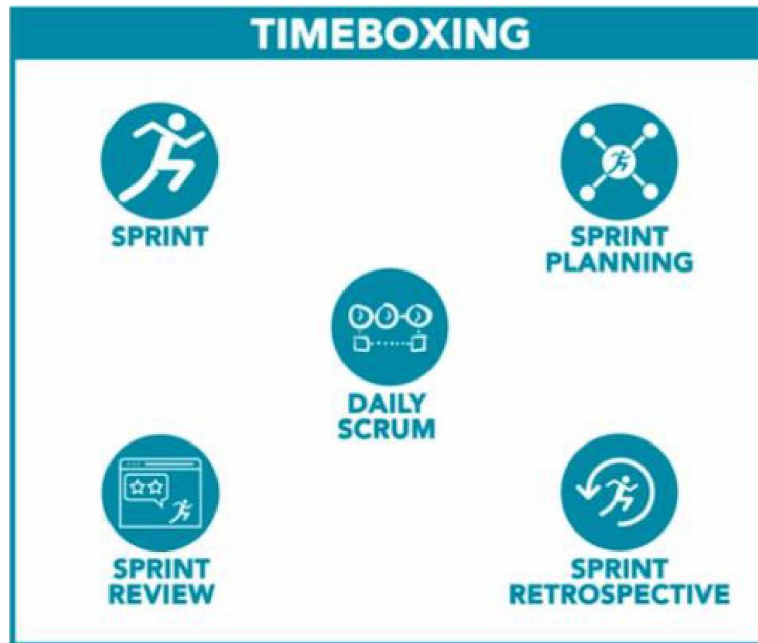 TIMEBOXING
SPRINT
SPRINT
PLANNING
DAILY
SCRUM
SPRINT
REVIEW
SPRINT
RETROSPECTIVE